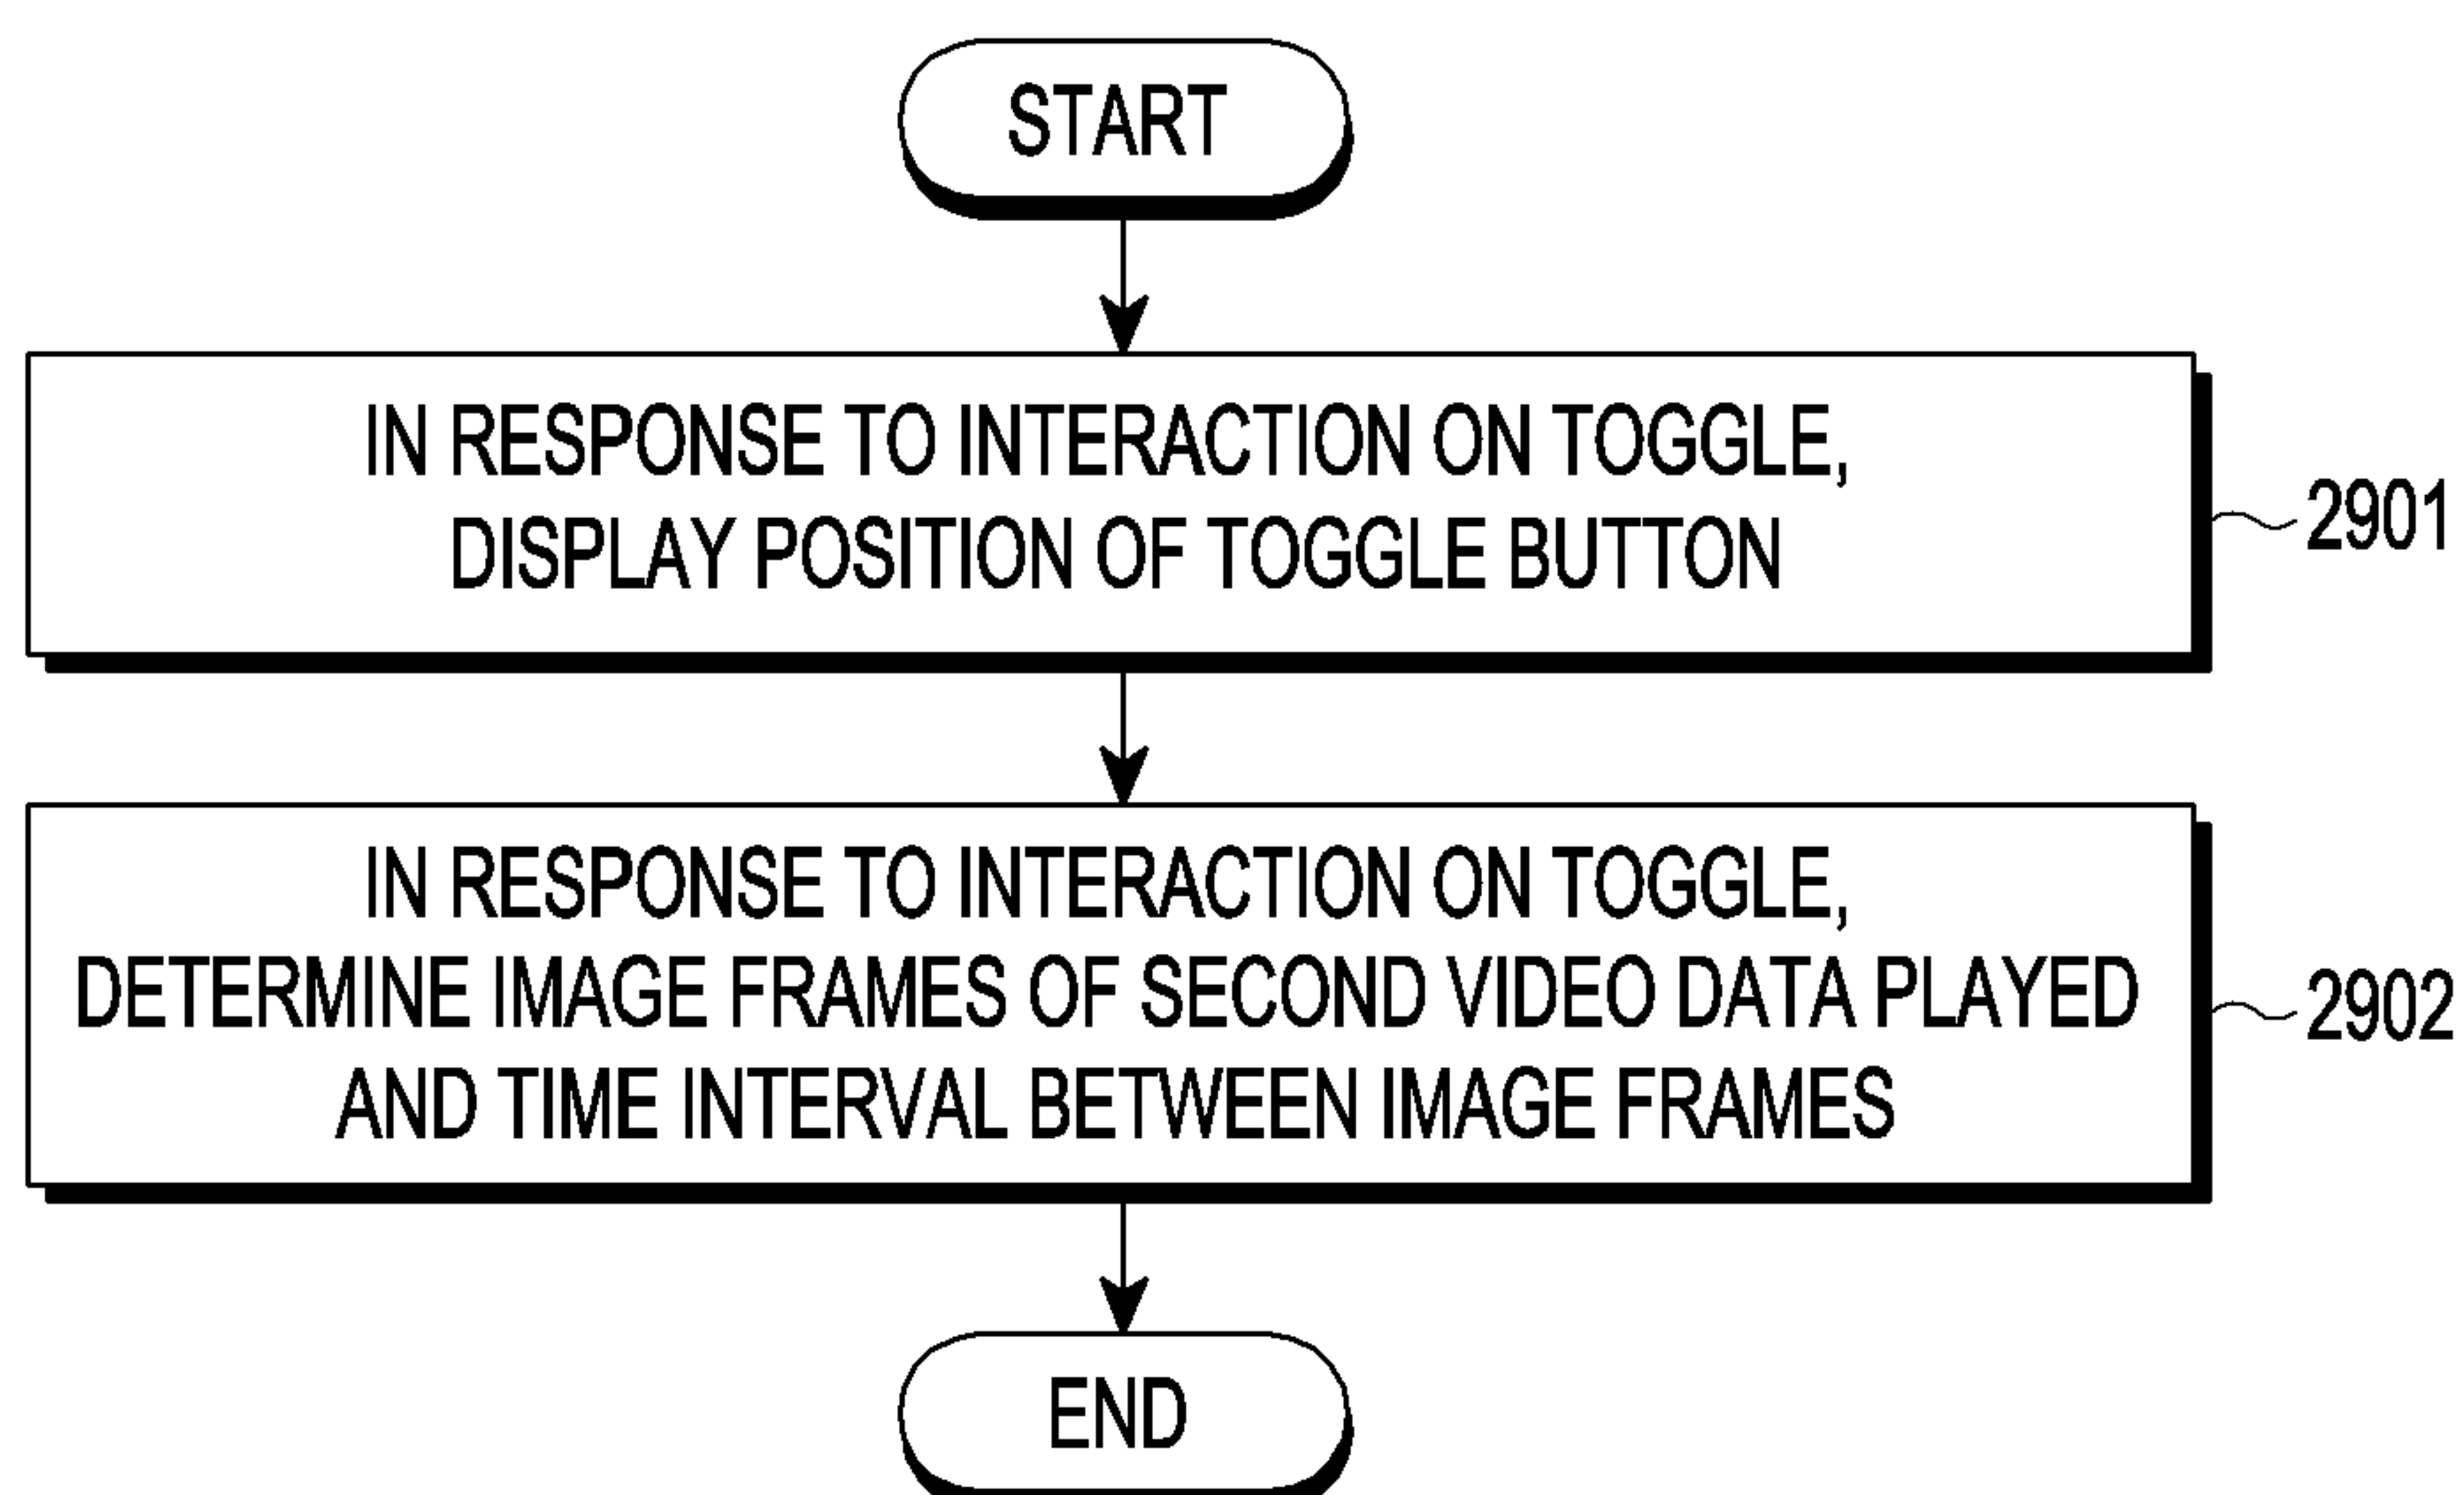 START
IN RESPONSE TO INTERACTION ON TOGGLE,
DISPLAY POSITION OF TOGGLE BUTTON
2901
IN RESPONSE TO INTERACTION ON TOGGLE,
DETERMINE IMAGE FRAMES OF SECOND VIDEO DATA PLAYED
AND TIME INTERVAL BETWEEN IMAGE FRAMES
2902
END